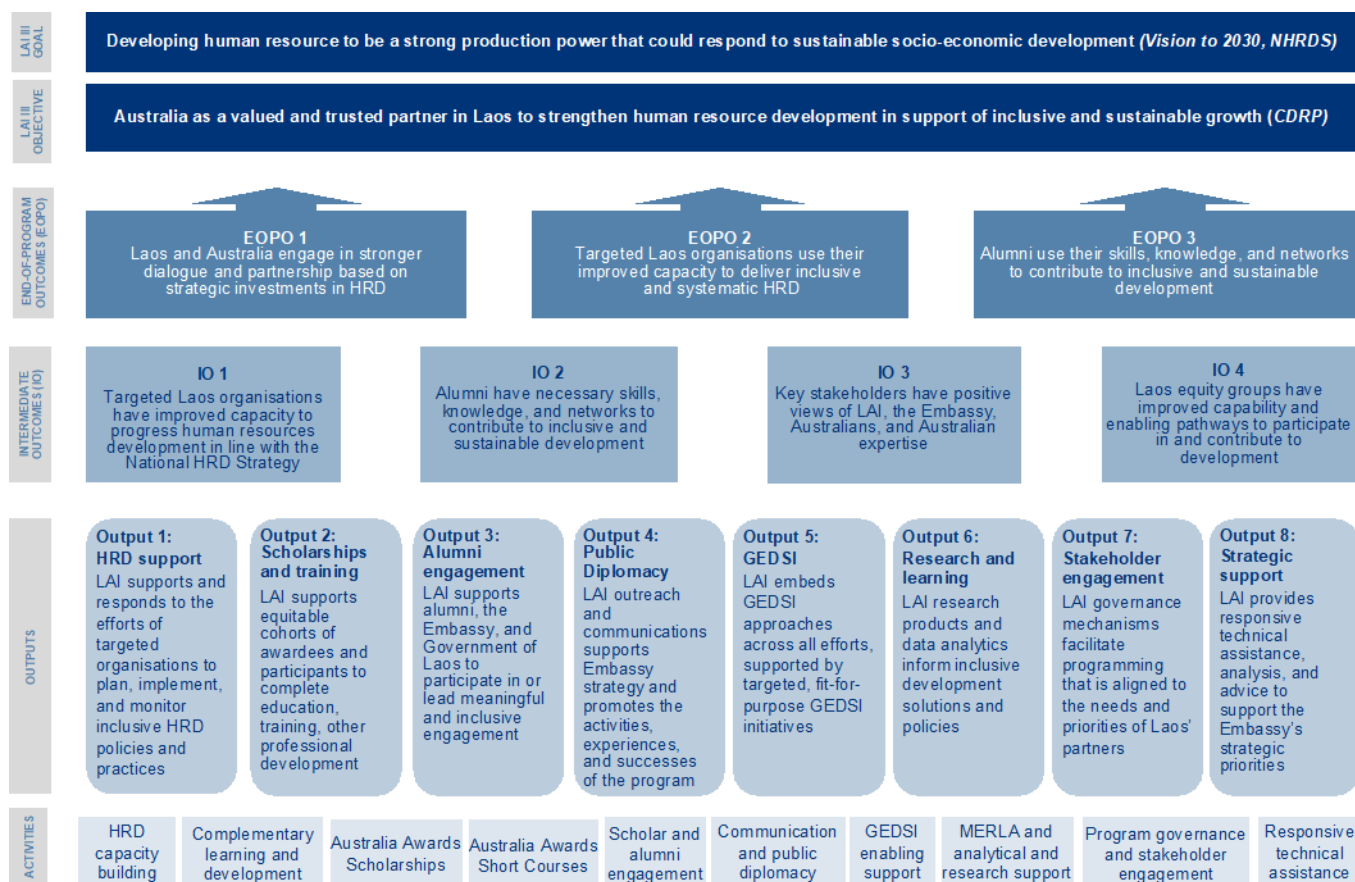 LAI III
GOAL
Developing human resource to be a strong production power that could respond to sustainable socio-economic development (Vision to 2030, NHRDS)
LAI III
OBJECTIVE
Australia as a valued and trusted partner in Laos to strengthen human resource development in support of inclusive and sustainable growth (CDRP)
END-OF-PROGRAM
OUTCOMES (EOPO)
EOPO 1
Laos and Australia engage in stronger
dialogue and partnership based on
strategic investments in HRD
EOPO 2
Targeted Laos organisations use their
improved capacity to deliver inclusive
and systematic HRD
EOPO 3
Alumni use their skills, knowledge, and networks
to contribute to inclusive and sustainable
development
INTERMEDIATE
OUTCOMES (IO)
IO 1
Targeted Laos organisations
have improved capacity to
progress human resources
development in line with the
National HRD Strategy
IO 2
Alumni have necessary skills,
knowledge, and networks to
contribute to inclusive and
sustainable development
IO 3
Key stakeholders have positive
views of LAI, the Embassy,
Australians, and Australian
expertise
IO 4
Laos equity groups have
improved capability and
enabling pathways to participate
in and contribute to
development
OUTPUTS
Output 1:
HRD support
LAI supports and
responds to the
efforts of
targeted
organisations to
plan, implement,
and monitor
inclusive HRD
policies and
practices
Output 2:
Scholarships
and training
LAI supports
equitable
cohorts of
awardees and
participants to
complete
education,
training, other
professional
development
Output 3:
Alumni
engagement
LAI supports
alumni, the
Embassy, and
Government of
Laos to
participate in or
lead meaningful
and inclusive
engagement
Output 4:
Public
Diplomacy
LAI outreach
and
communications
supports
Embassy
strategy and
promotes the
activities,
experiences,
and successes
of the program
Output 5:
GEDSI
LAI embeds
GEDSI
approaches
across all efforts,
supported by
targeted, fit-for-
purpose GEDSI
initiatives
Output 6:
Research and
learning
LAI research
products and
data analytics
inform inclusive
development
solutions and
policies
Output 7:
Stakeholder
engagement
LAI governance
mechanisms
facilitate
programming
that is aligned to
the needs and
priorities of Laos'
partners
Output 8:
Strategic
support
LAI provides
responsive
technical
assistance,
analysis, and
advice to
support the
Embassy's
strategic
priorities
ACTIVITIES
HRD
capacity
building
Complementary
learning and
development
Australia Awards
Scholarships
Australia Awards
Short Courses
Scholar and
alumni
engagement
Communication
and public
diplomacy
GEDSI
enabling
support
MERLA and
analytical and
research support
Program governance
and stakeholder
engagement
Responsive
technical
assistance